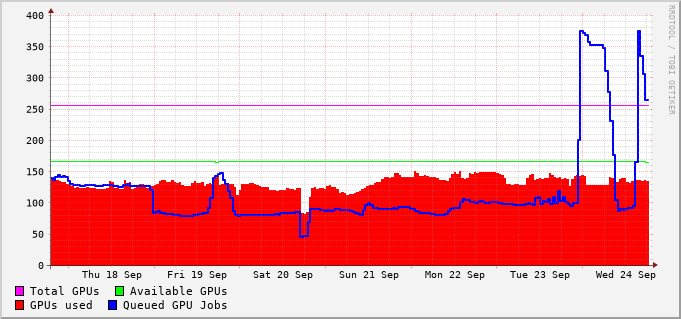 400
350
300
250
200
150
100
50
0
Thu 18 Sep Fri 19 Sep Sat 20 Sep Sun 21 Sep Mon 22 Sep Tue 23 Sep Wed 24 Sep
Total GPUs Available GPUs
GPUs used Queued GPU Jobs
RRDTOOL / TOBI OETIKER